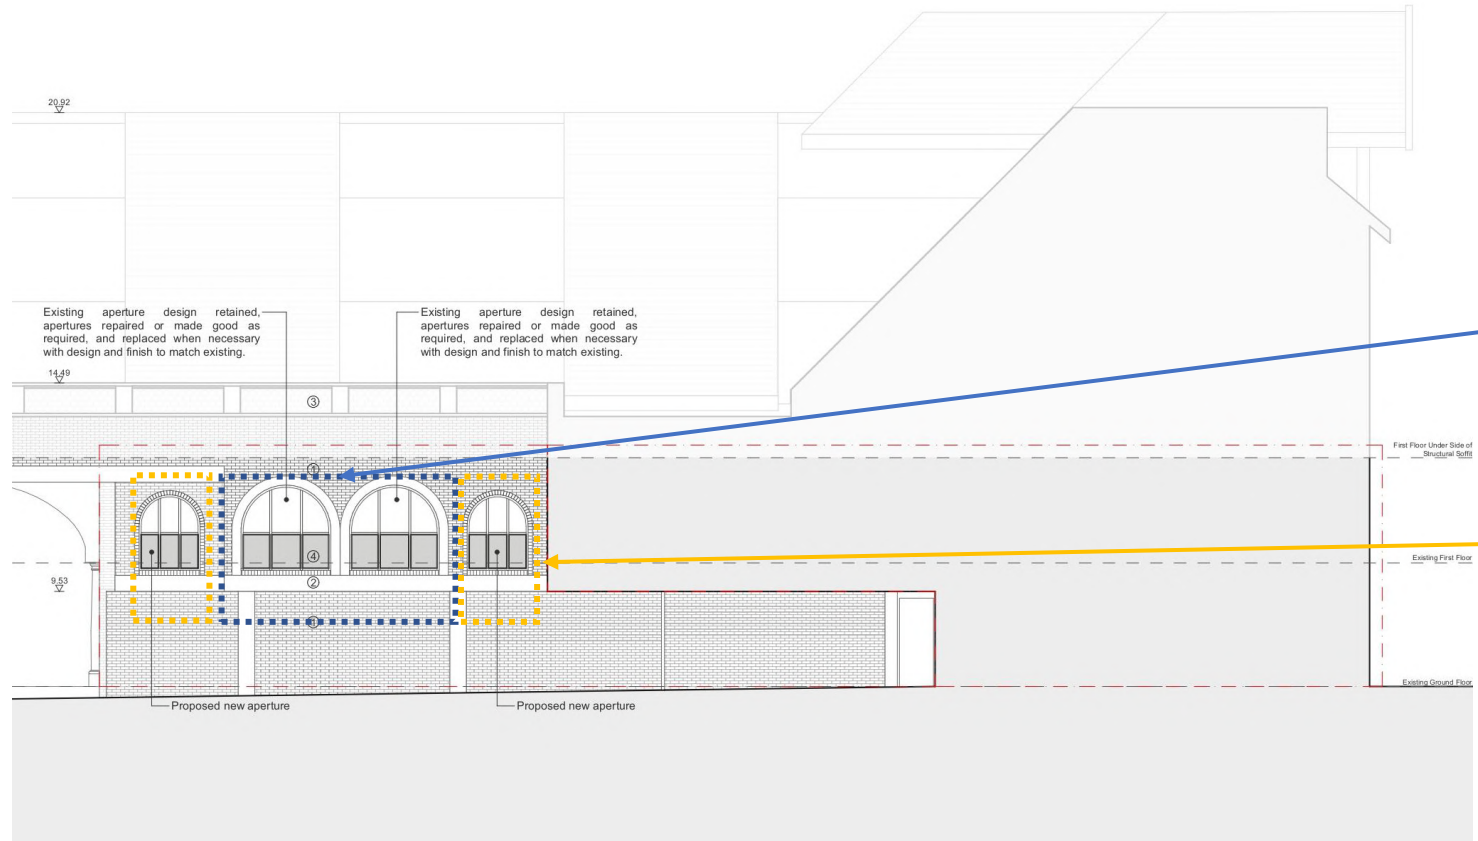 20.92
Existing aperture design retained,
apertures repaired or made good as
required, and replaced when necessary
with design and finish to match existing.
Existing aperture design retained,
apertures repaired or made good as
required, and replaced when necessary
with design and finish to match existing.
14.49
3
First Floor Under Side of
Structural Soffit
1
4
Existing First Floor
9.53
2
1
Existing Ground Floor
Proposed new aperture
Proposed new aperture